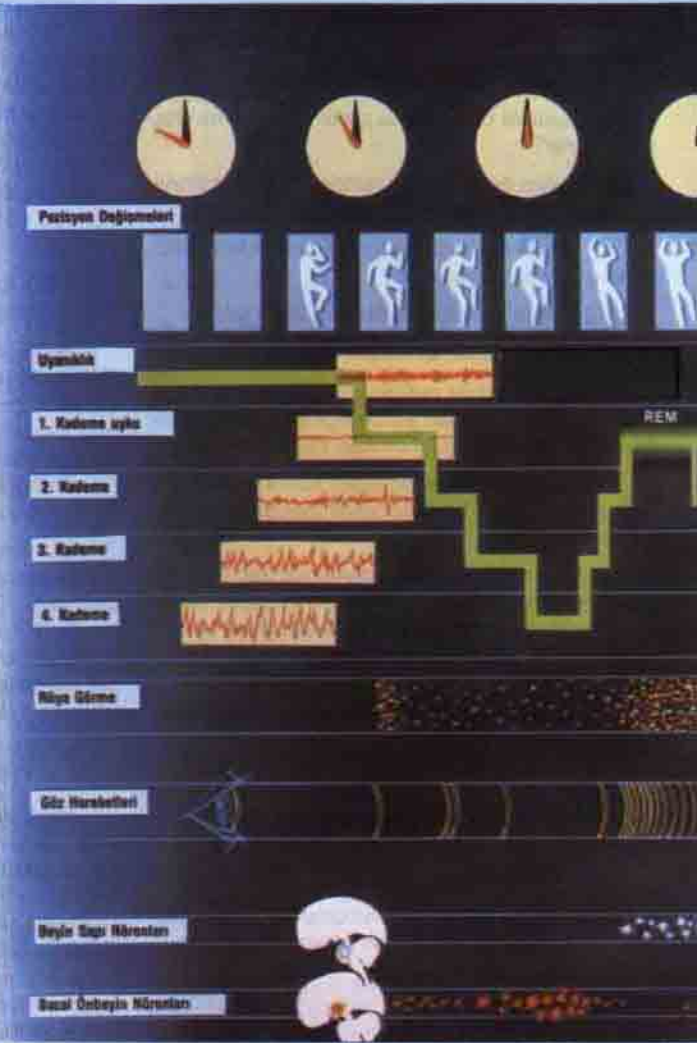 Pozisyon Değişmeleri
Uyanıklık
1. Kademe uyku
REM
2. Kademe
3. Kademe
4. Kademe
Rüya Görme
Göz Hareketleri
Beyin Sapı Nöronları
Basal Önbeyin Nöronları